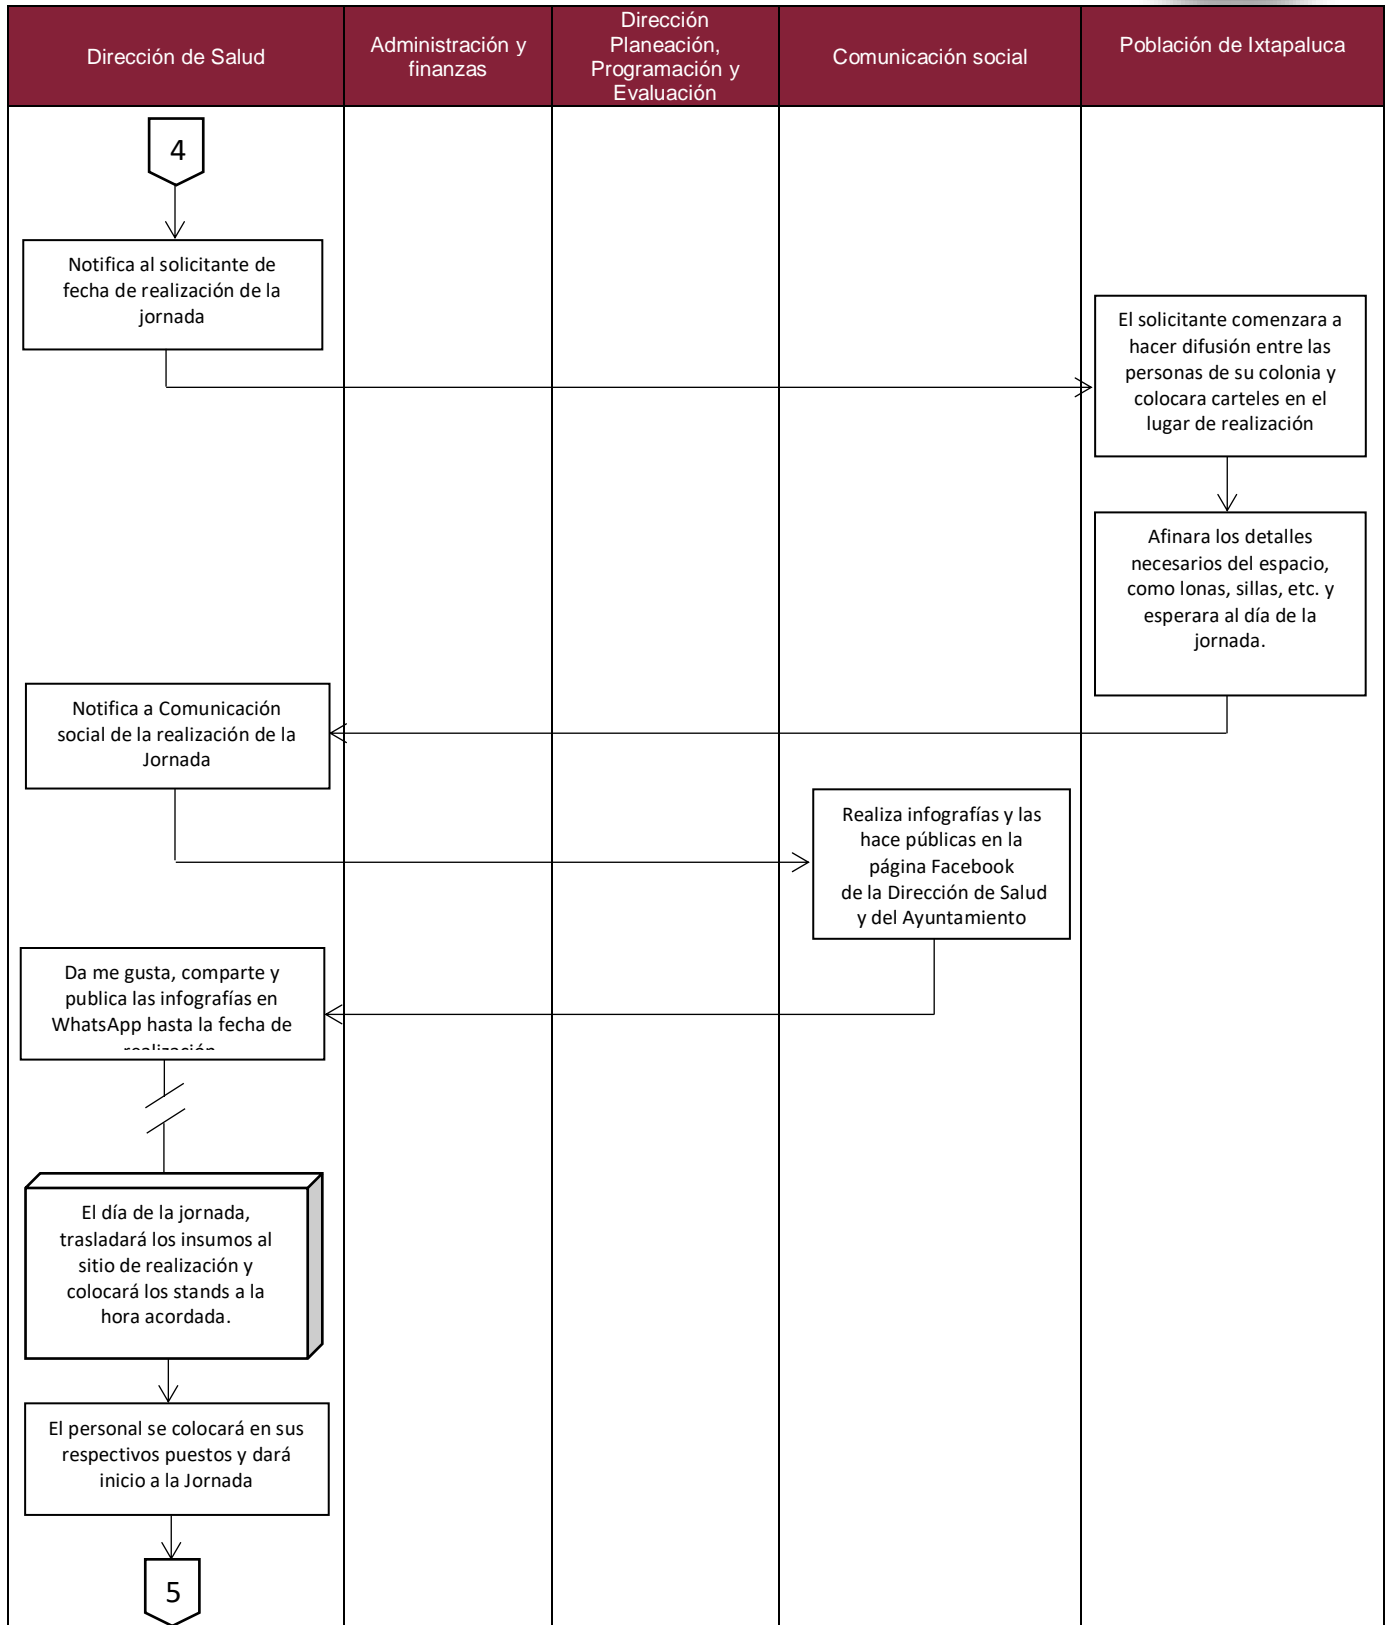 Dirección de Salud
Administración y
finanzas
Dirección
Planeación,
Programación y
Evaluación
Comunicación social
Población de Ixtapaluca
4
Notifica al solicitante de
fecha de realización de la
jornada
El solicitante comenzara a
hacer difusión entre las
personas de su colonia y
colocara carteles en el
lugar de realización
Afinara los detalles
necesarios del espacio,
como lonas, sillas, etc. y
esperara al día de la
jornada.
Notifica a Comunicación
social de la realización de la
Jornada
Realiza infografías y las
hace públicas en la
página Facebook
de la Dirección de Salud
y del Ayuntamiento
Da me gusta, comparte y
publica las infografías en
WhatsApp hasta la fecha de
realización
El día de la jornada,
trasladará los insumos al
sitio de realización y
colocará los stands a la
hora acordada.
El personal se colocará en sus
respectivos puestos y dará
inicio a la Jornada
5